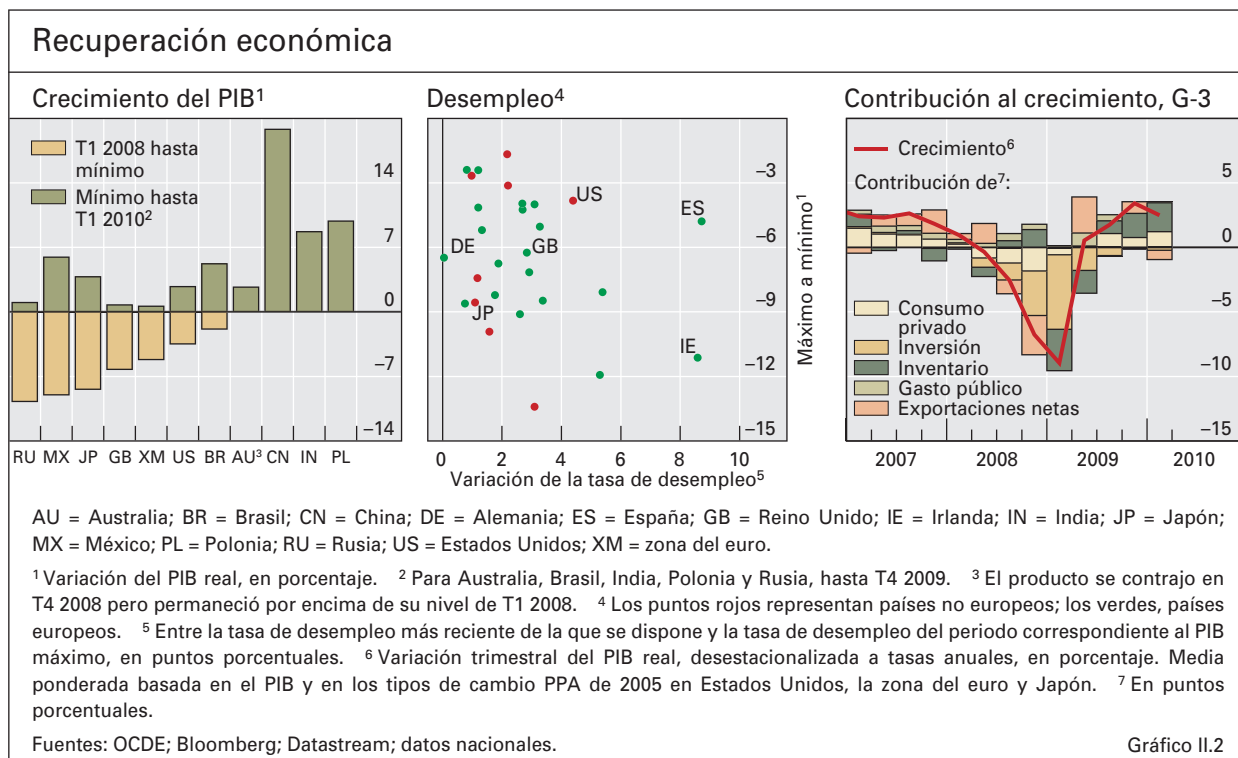 Recuperación económica
Crecimiento del PIB¹
T1 2008 hasta
mínimo
Mínimo hasta
T1 2010²
14
7
0
–7
–14
RU MX JP GB XM US BR AU³ CN IN PL
Desempleo⁴
US
ES
DE
GB
JP
IE
–3
–6
–9
–12
–15
Máximo a mínimo¹
0 2 4 6 8 10
Variación de la tasa de desempleo⁵
Contribución al crecimiento, G-3
Crecimiento⁶
Contribución de⁷:
Consumo
privado
Inversión
Inventario
Gasto público
Exportaciones netas
5
0
–5
–10
–15
2007 2008 2009 2010
AU = Australia; BR = Brasil; CN = China; DE = Alemania; ES = España; GB = Reino Unido; IE = Irlanda; IN = India; JP = Japón;
MX = México; PL = Polonia; RU = Rusia; US = Estados Unidos; XM = zona del euro.
¹ Variación del PIB real, en porcentaje. ² Para Australia, Brasil, India, Polonia y Rusia, hasta T4 2009. ³ El producto se contrajo en
T4 2008 pero permaneció por encima de su nivel de T1 2008. ⁴ Los puntos rojos representan países no europeos; los verdes, países
europeos. ⁵ Entre la tasa de desempleo más reciente de la que se dispone y la tasa de desempleo del periodo correspondiente al PIB
máximo, en puntos porcentuales. ⁶ Variación trimestral del PIB real, desestacionalizada a tasas anuales, en porcentaje. Media
ponderada basada en el PIB y en los tipos de cambio PPA de 2005 en Estados Unidos, la zona del euro y Japón. ⁷ En puntos
porcentuales.
Fuentes: OCDE; Bloomberg; Datastream; datos nacionales.
Gráfico II.2